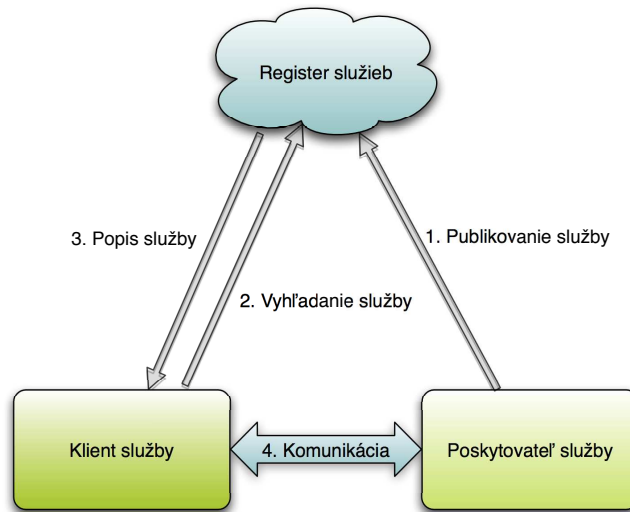 Register služieb
3. Popis služby
1. Publikovanie služby
2. Vyhľadanie služby
Klient služby
4. Komunikácia
Poskytovateľ služby